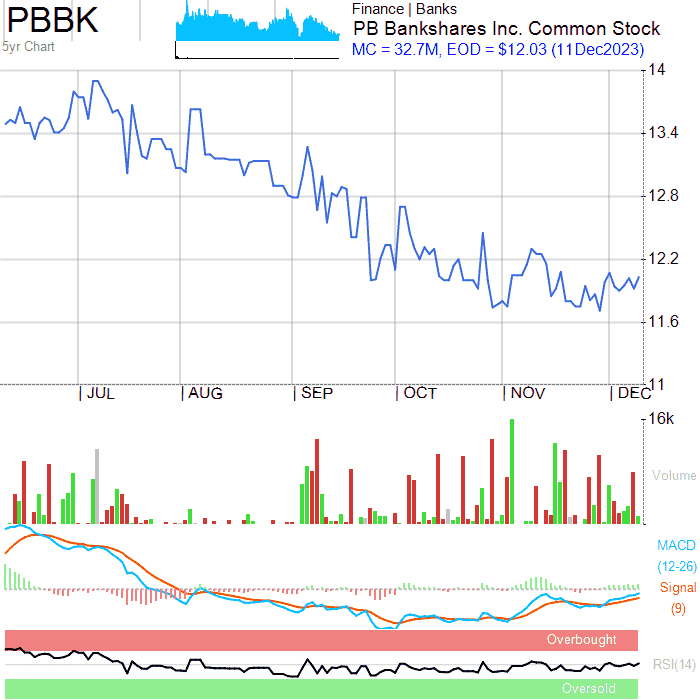 PBBK
5yr Chart
Finance | Banks
PB Bankshares Inc. Common Stock
MC = 32.7M, EOD = $12.03 (11Dec2023)
14
13.4
12.8
12.2
11.6
11
JUL AUG SEP OCT NOV DEC
16k
Volume
MACD
(12-26)
Signal
(9)
Overbought
RSI(14)
Oversold